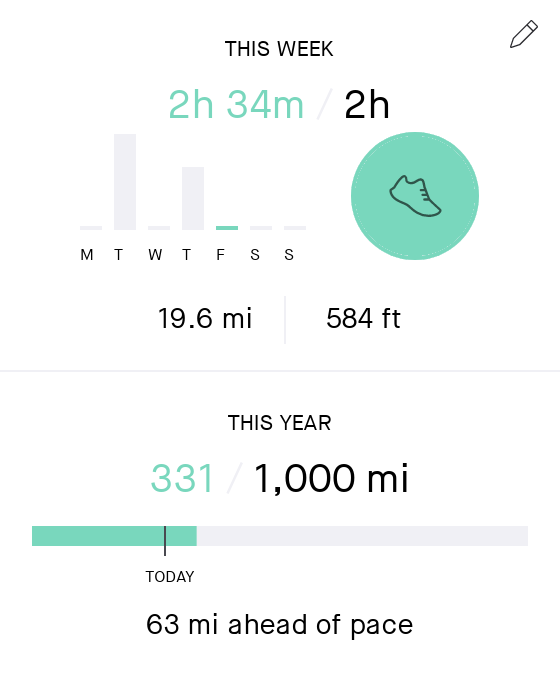 THIS WEEK
2h 34m / 2h
M T W T F S S
19.6 mi 584 ft
THIS YEAR
331 / 1,000 mi
TODAY
63 mi ahead of pace